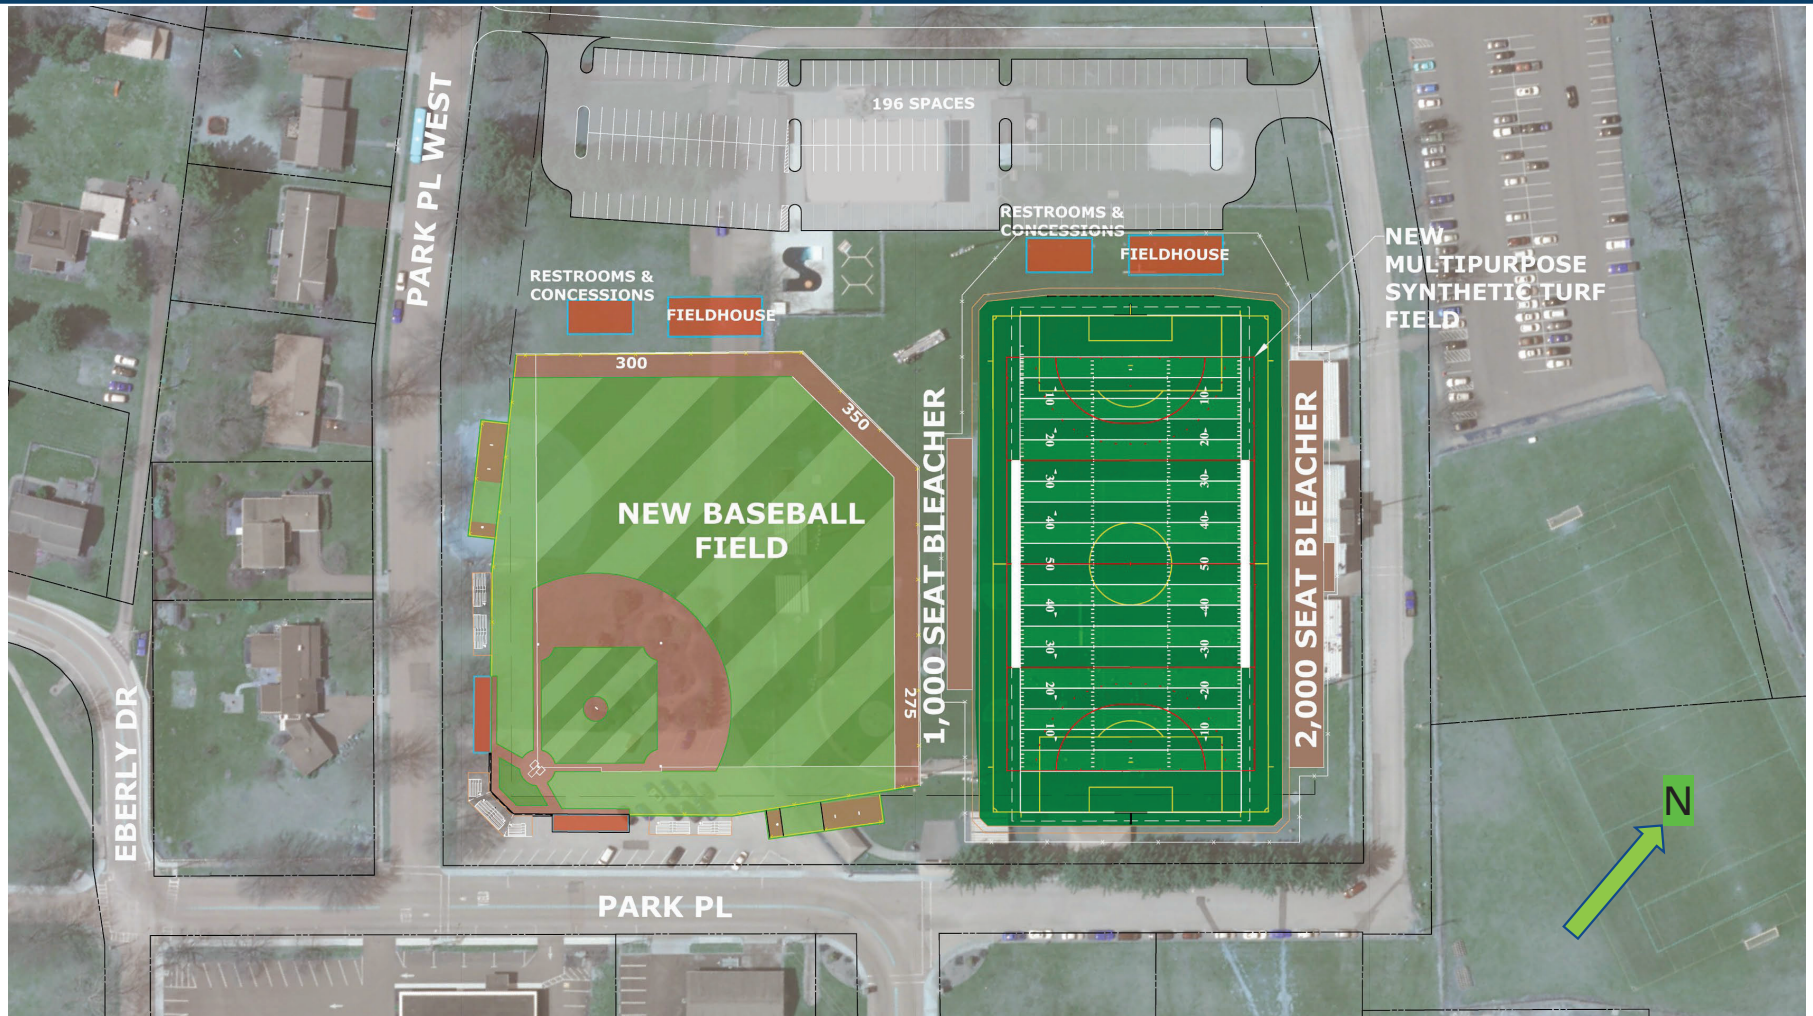 196 SPACES
PARK PL WEST
RESTROOMS &
CONCESSIONS
FIELDHOUSE
NEW
MULTIPURPOSE
SYNTHETIC TURF
FIELD
RESTROOMS &
CONCESSIONS
FIELDHOUSE
300
350
NEW BASEBALL
FIELD
275
1,000 SEAT BLEACHER
10 10
20 20
30 30
40 40
50 50
40 40
30 30
20 20
10 10
2,000 SEAT BLEACHER
EBERLY DR
PARK PL
N